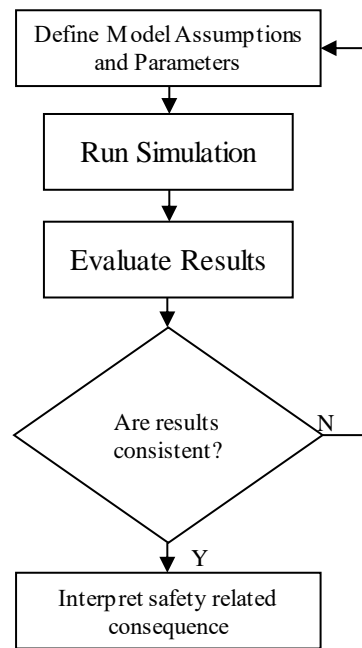 Define Model Assumptions
and Parameters
Run Simulation
Evaluate Results
Are results
consistent?
N
Y
Interpret safety related
consequence